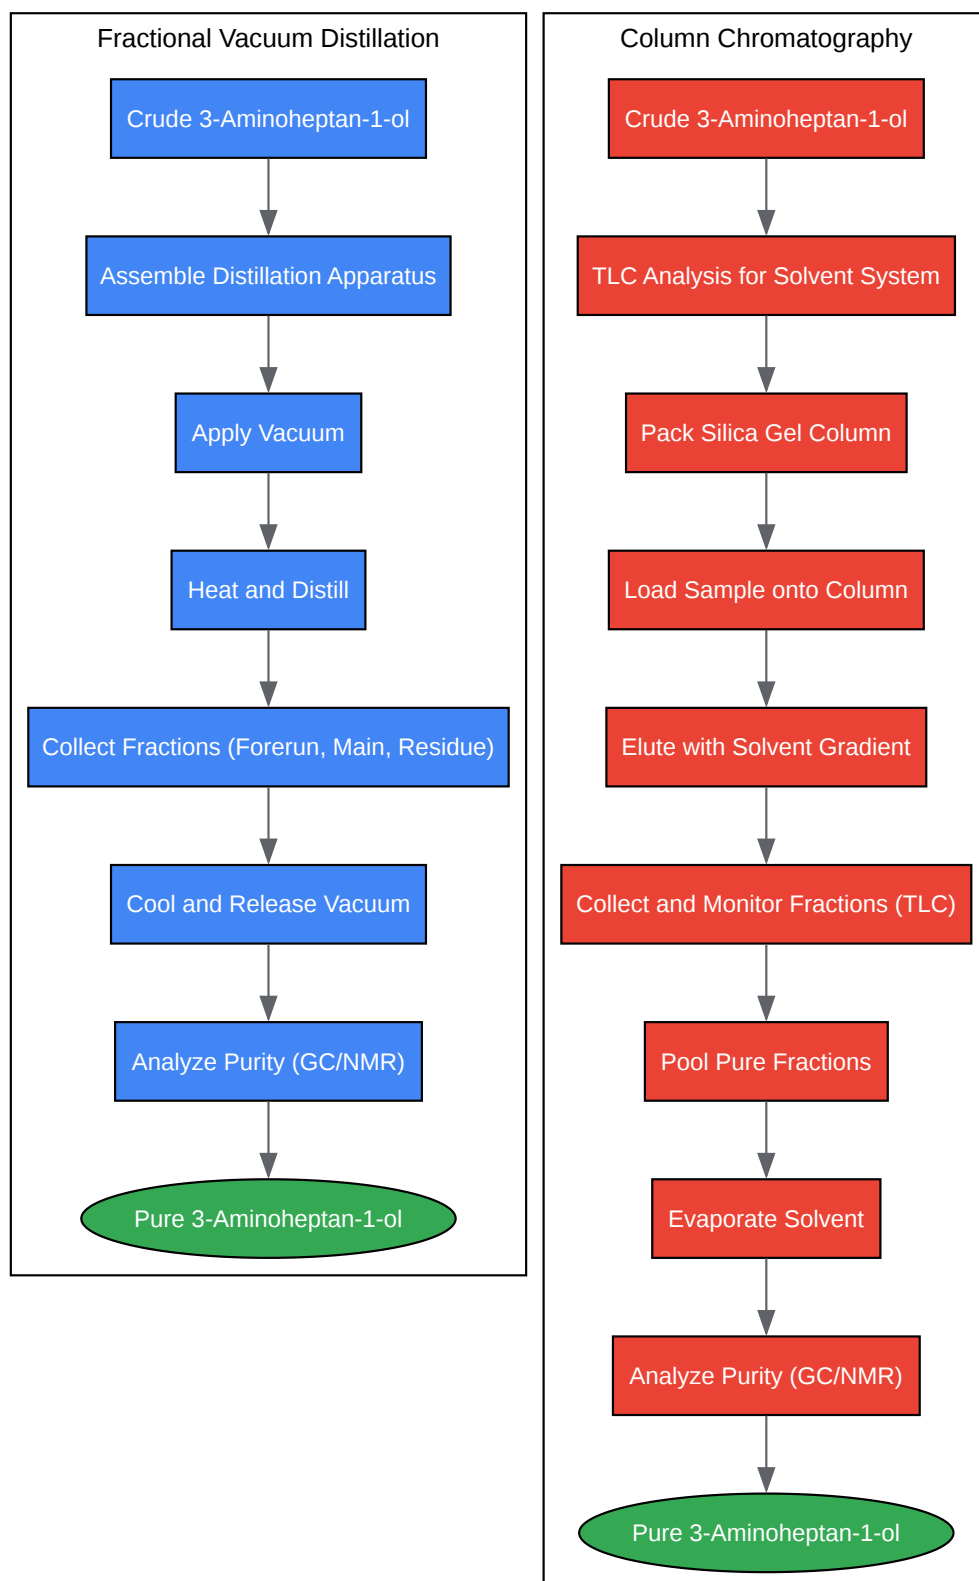 Fractional Vacuum Distillation
Crude 3-Aminoheptan-1-ol
Assemble Distillation Apparatus
Apply Vacuum
Heat and Distill
Collect Fractions (Forerun, Main, Residue)
Cool and Release Vacuum
Analyze Purity (GC/NMR)
Pure 3-Aminoheptan-1-ol
Column Chromatography
Crude 3-Aminoheptan-1-ol
TLC Analysis for Solvent System
Pack Silica Gel Column
Load Sample onto Column
Elute with Solvent Gradient
Collect and Monitor Fractions (TLC)
Pool Pure Fractions
Evaporate Solvent
Analyze Purity (GC/NMR)
Pure 3-Aminoheptan-1-ol